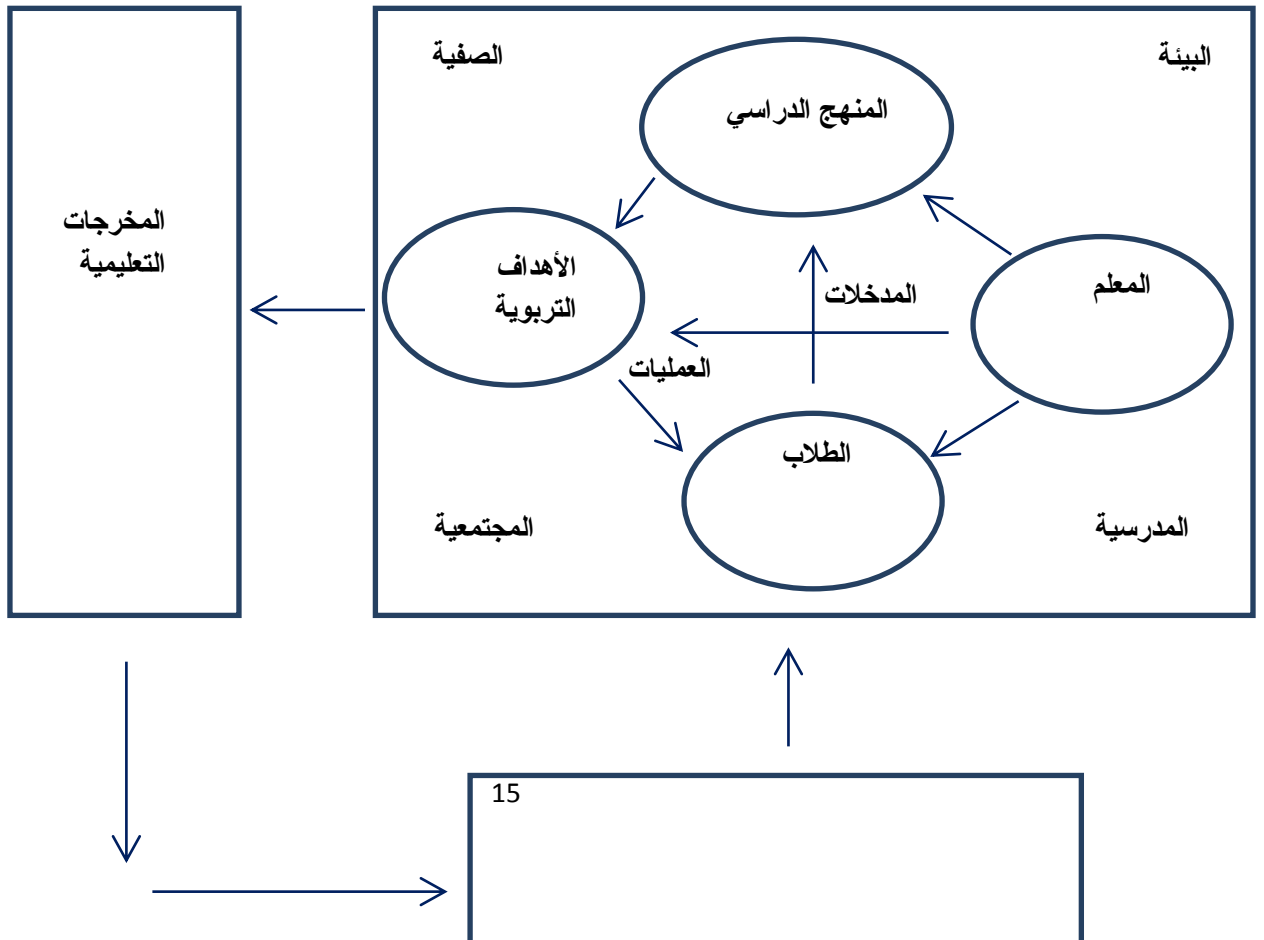 البيئة
الصفية
المنهج الدراسي
المعلم
المدخلات
الأهداف
التربوية
العمليات
الطلاب
المدرسية
المجتمعية
المخرجات
التعليمية
15